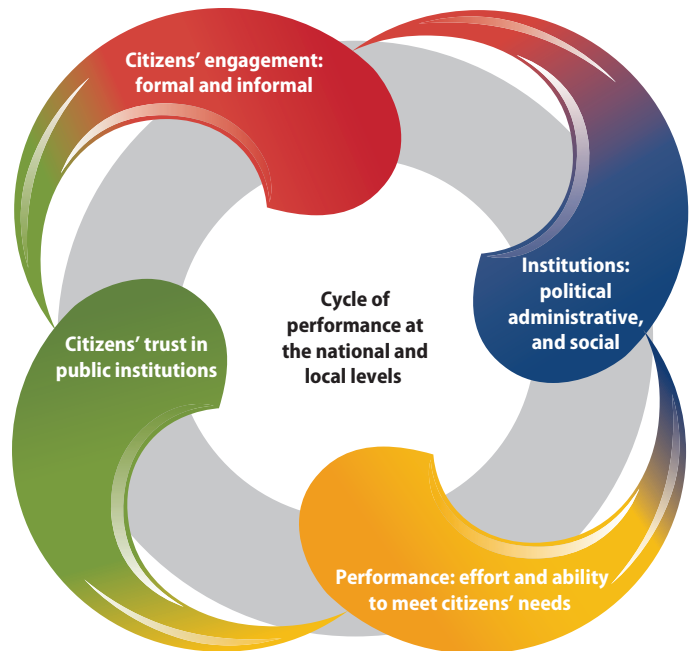 Citizens’ engagement:
formal and informal
Institutions:
political
administrative,
and social
Cycle of
performance at
the national and
local levels
Citizens’ trust in
public institutions
Performance: effort and ability
to meet citizens’ needs